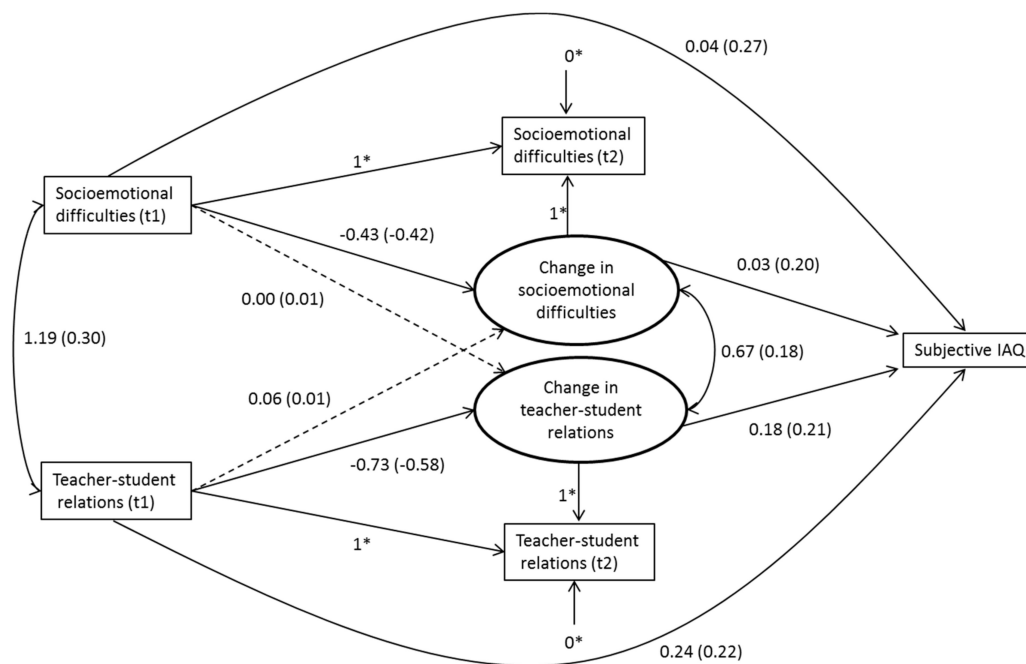 0.04 (0.27)
0*
Socioemotional
difficulties (t2)
1*
Socioemotional
difficulties (t1)
1*
-0.43 (-0.42)
Change in
socioemotional
difficulties
0.03 (0.20)
0.00 (0.01)
1.19 (0.30)
0.67 (0.18)
Subjective IAQ
0.06 (0.01)
Change in
teacher-student
relations
0.18 (0.21)
-0.73 (-0.58)
Teacher-student
relations (t1)
1*
1*
Teacher-student
relations (t2)
0*
0.24 (0.22)